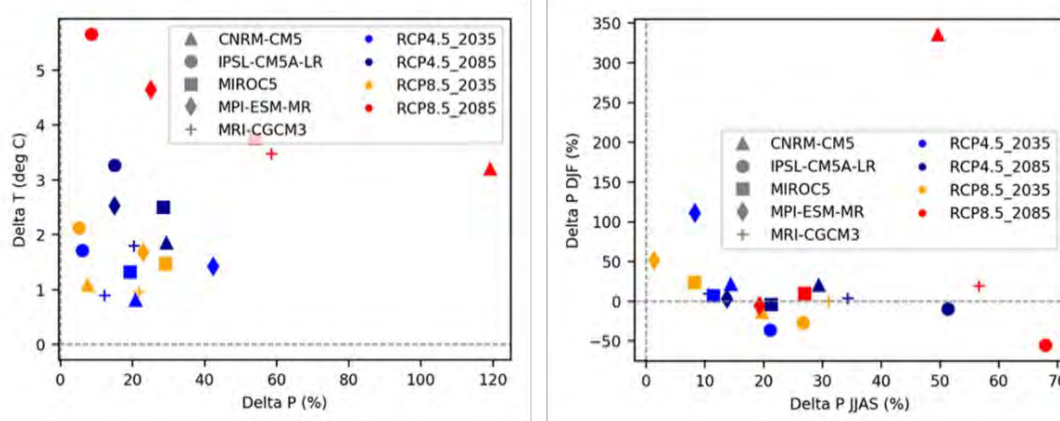 Delta T (deg C)
5
4
3
2
1
0
CNRM-CM5
IPSL-CM5A-LR
MIROC5
MPI-ESM-MR
MRI-CGCM3
RCP4.5_2035
RCP4.5_2085
RCP8.5_2035
RCP8.5_2085
0 20 40 60 80 100 120
Delta P (%)
Delta P DJF (%)
350
300
250
200
150
100
50
0
−50
CNRM-CM5
IPSL-CM5A-LR
MIROC5
MPI-ESM-MR
MRI-CGCM3
RCP4.5_2035
RCP4.5_2085
RCP8.5_2035
RCP8.5_2085
0 10 20 30 40 50 60 70
Delta P JJAS (%)